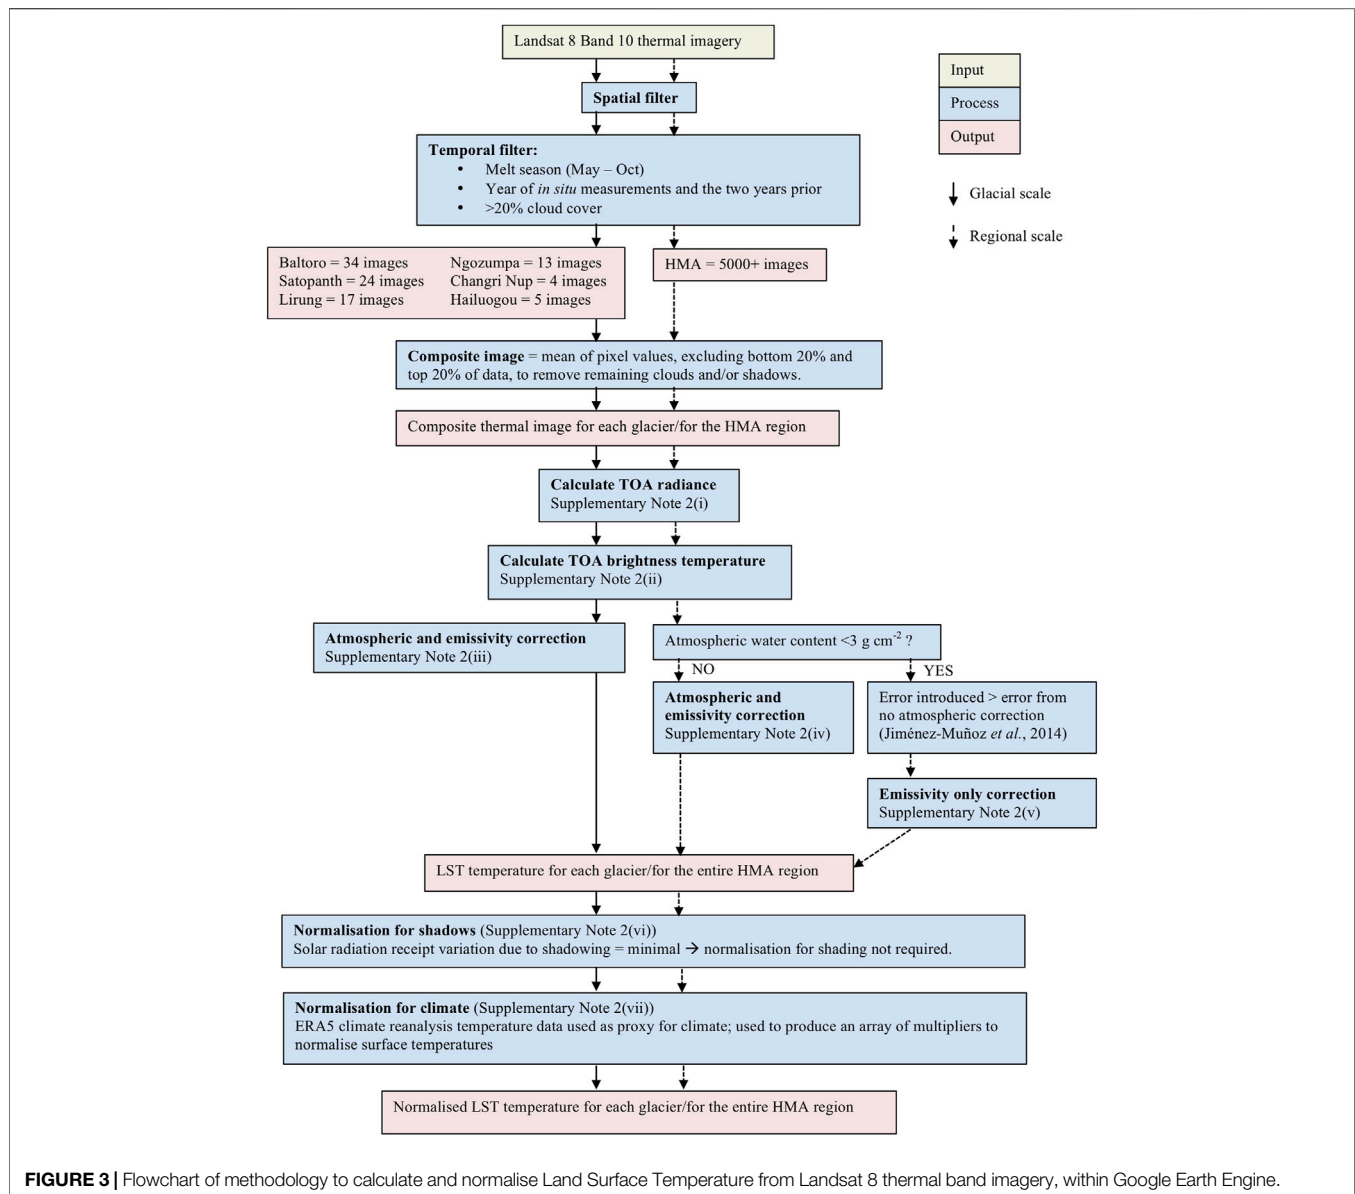 Landsat 8 Band 10 thermal imagery
Input
Process
Output
Glacial scale
Regional scale
Spatial filter
Temporal filter:
• Melt season (May – Oct)
• Year of in situ measurements and the two years prior
• >20% cloud cover
Baltoro = 34 images
Satopanth = 24 images
Lirung = 17 images
Ngozumpa = 13 images
Changri Nup = 4 images
Hailuogou = 5 images
HMA = 5000+ images
Composite image = mean of pixel values, excluding bottom 20% and
top 20% of data, to remove remaining clouds and/or shadows.
Composite thermal image for each glacier/for the HMA region
Calculate TOA radiance
Supplementary Note 2(i)
Calculate TOA brightness temperature
Supplementary Note 2(ii)
Atmospheric and emissivity correction
Supplementary Note 2(iii)
Atmospheric water content <3 g cm⁻² ?
NO
YES
Atmospheric and
emissivity correction
Supplementary Note 2(iv)
Error introduced > error from
no atmospheric correction
(Jiménez-Muñoz et al., 2014)
Emissivity only correction
Supplementary Note 2(v)
LST temperature for each glacier/for the entire HMA region
Normalisation for shadows (Supplementary Note 2(vi))
Solar radiation receipt variation due to shadowing = minimal → normalisation for shading not required.
Normalisation for climate (Supplementary Note 2(vii))
ERA5 climate reanalysis temperature data used as proxy for climate; used to produce an array of multipliers to
normalise surface temperatures
Normalised LST temperature for each glacier/for the entire HMA region
FIGURE 3 | Flowchart of methodology to calculate and normalise Land Surface Temperature from Landsat 8 thermal band imagery, within Google Earth Engine.